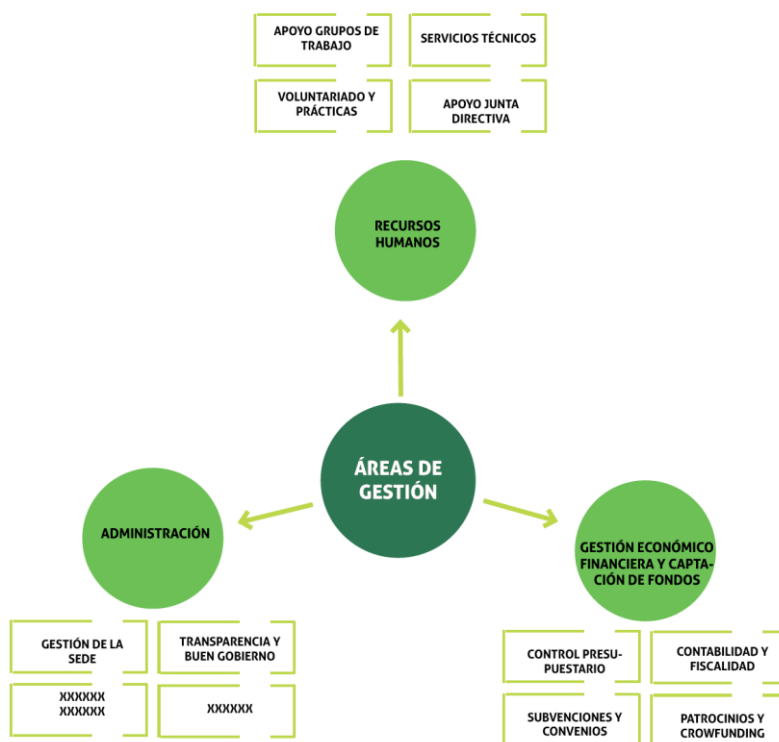 APOYO GRUPOS DE
TRABAJO
SERVICIOS TÉCNICOS
VOLUNTARIADO Y
PRÁCTICAS
APOYO JUNTA
DIRECTIVA
RECURSOS
HUMANOS
ÁREAS DE
GESTIÓN
ADMINISTRACIÓN
GESTIÓN ECONÓMICO
FINANCIERA Y CAPTA-
CIÓN DE FONDOS
GESTIÓN DE LA
SEDE
TRANSPARENCIA Y
BUEN GOBIERNO
XXXXXX
XXXXXX
XXXXXX
CONTROL PRESU-
PUESTARIO
CONTABILIDAD Y
FISCALIDAD
SUBVENCIONES Y
CONVENIOS
PATROCINIOS Y
CROWFUNDING